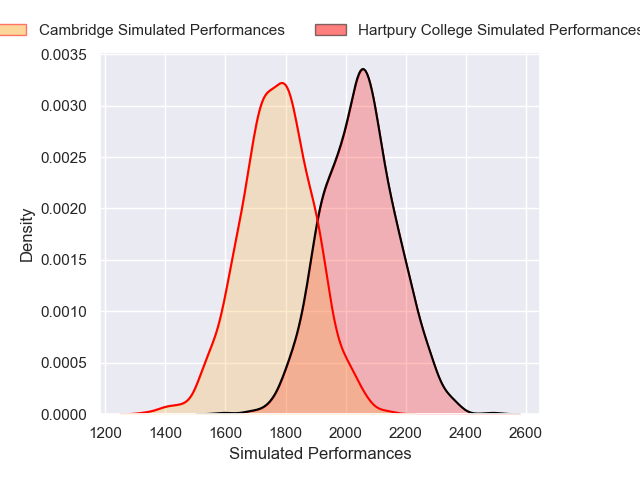 Cambridge Simulated Performances
Hartpury College Simulated Performances
0.0035
0.0030
0.0025
0.0020
0.0015
0.0010
0.0005
0.0000
Density
1200 1400 1600 1800 2000 2200 2400 2600
Simulated Performances